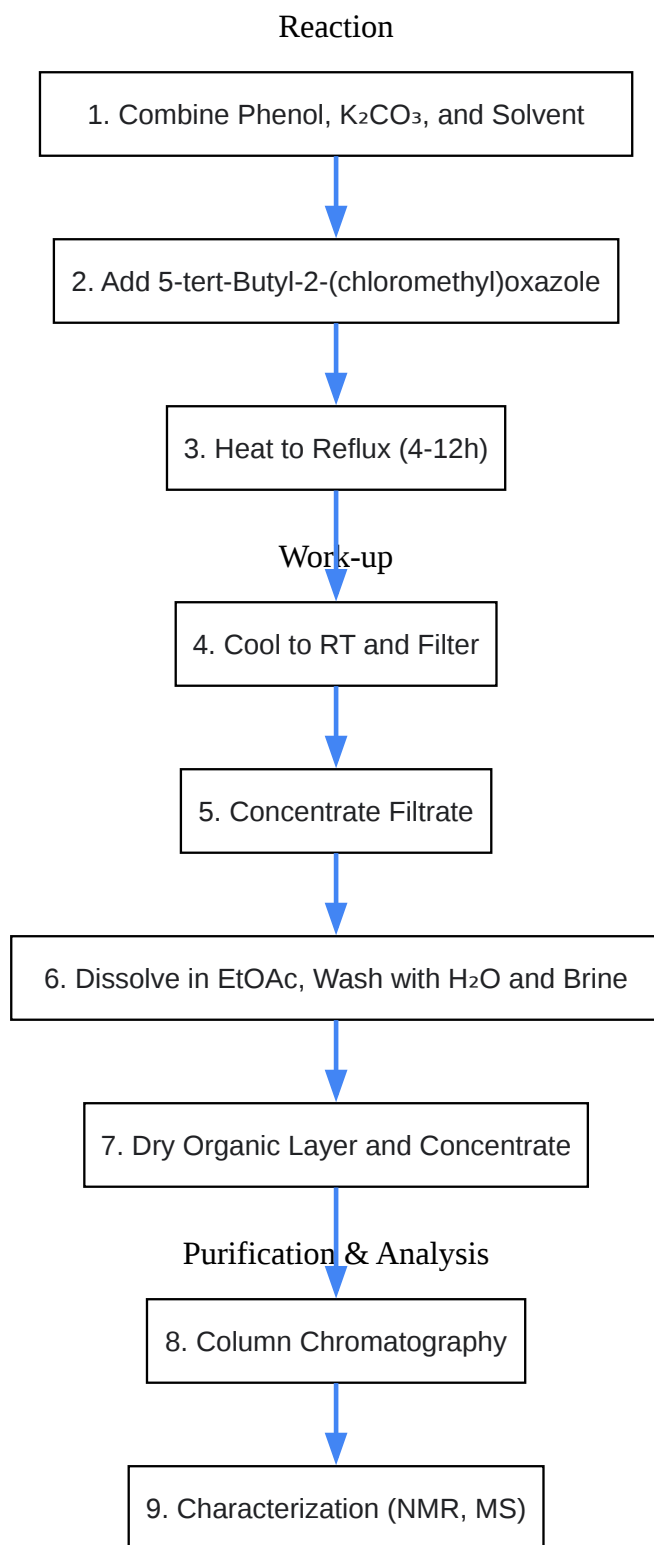 Reaction
1. Combine Phenol, K₂CO₃, and Solvent
2. Add 5-tert-Butyl-2-(chloromethyl)oxazole
3. Heat to Reflux (4-12h)
Work-up
4. Cool to RT and Filter
5. Concentrate Filtrate
6. Dissolve in EtOAc, Wash with H₂O and Brine
7. Dry Organic Layer and Concentrate
Purification & Analysis
8. Column Chromatography
9. Characterization (NMR, MS)